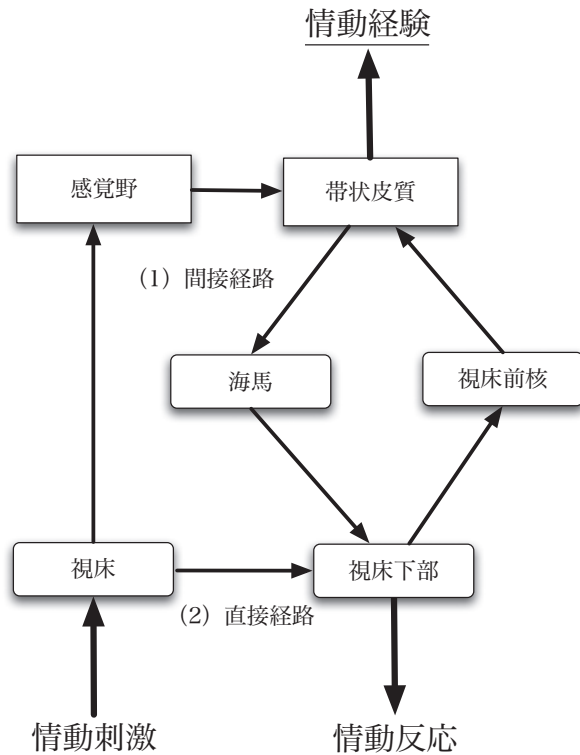 情動経験
感覚野
帯状皮質
(1) 間接経路
海馬
視床前核
視床
視床下部
(2) 直接経路
情動刺激
情動反応